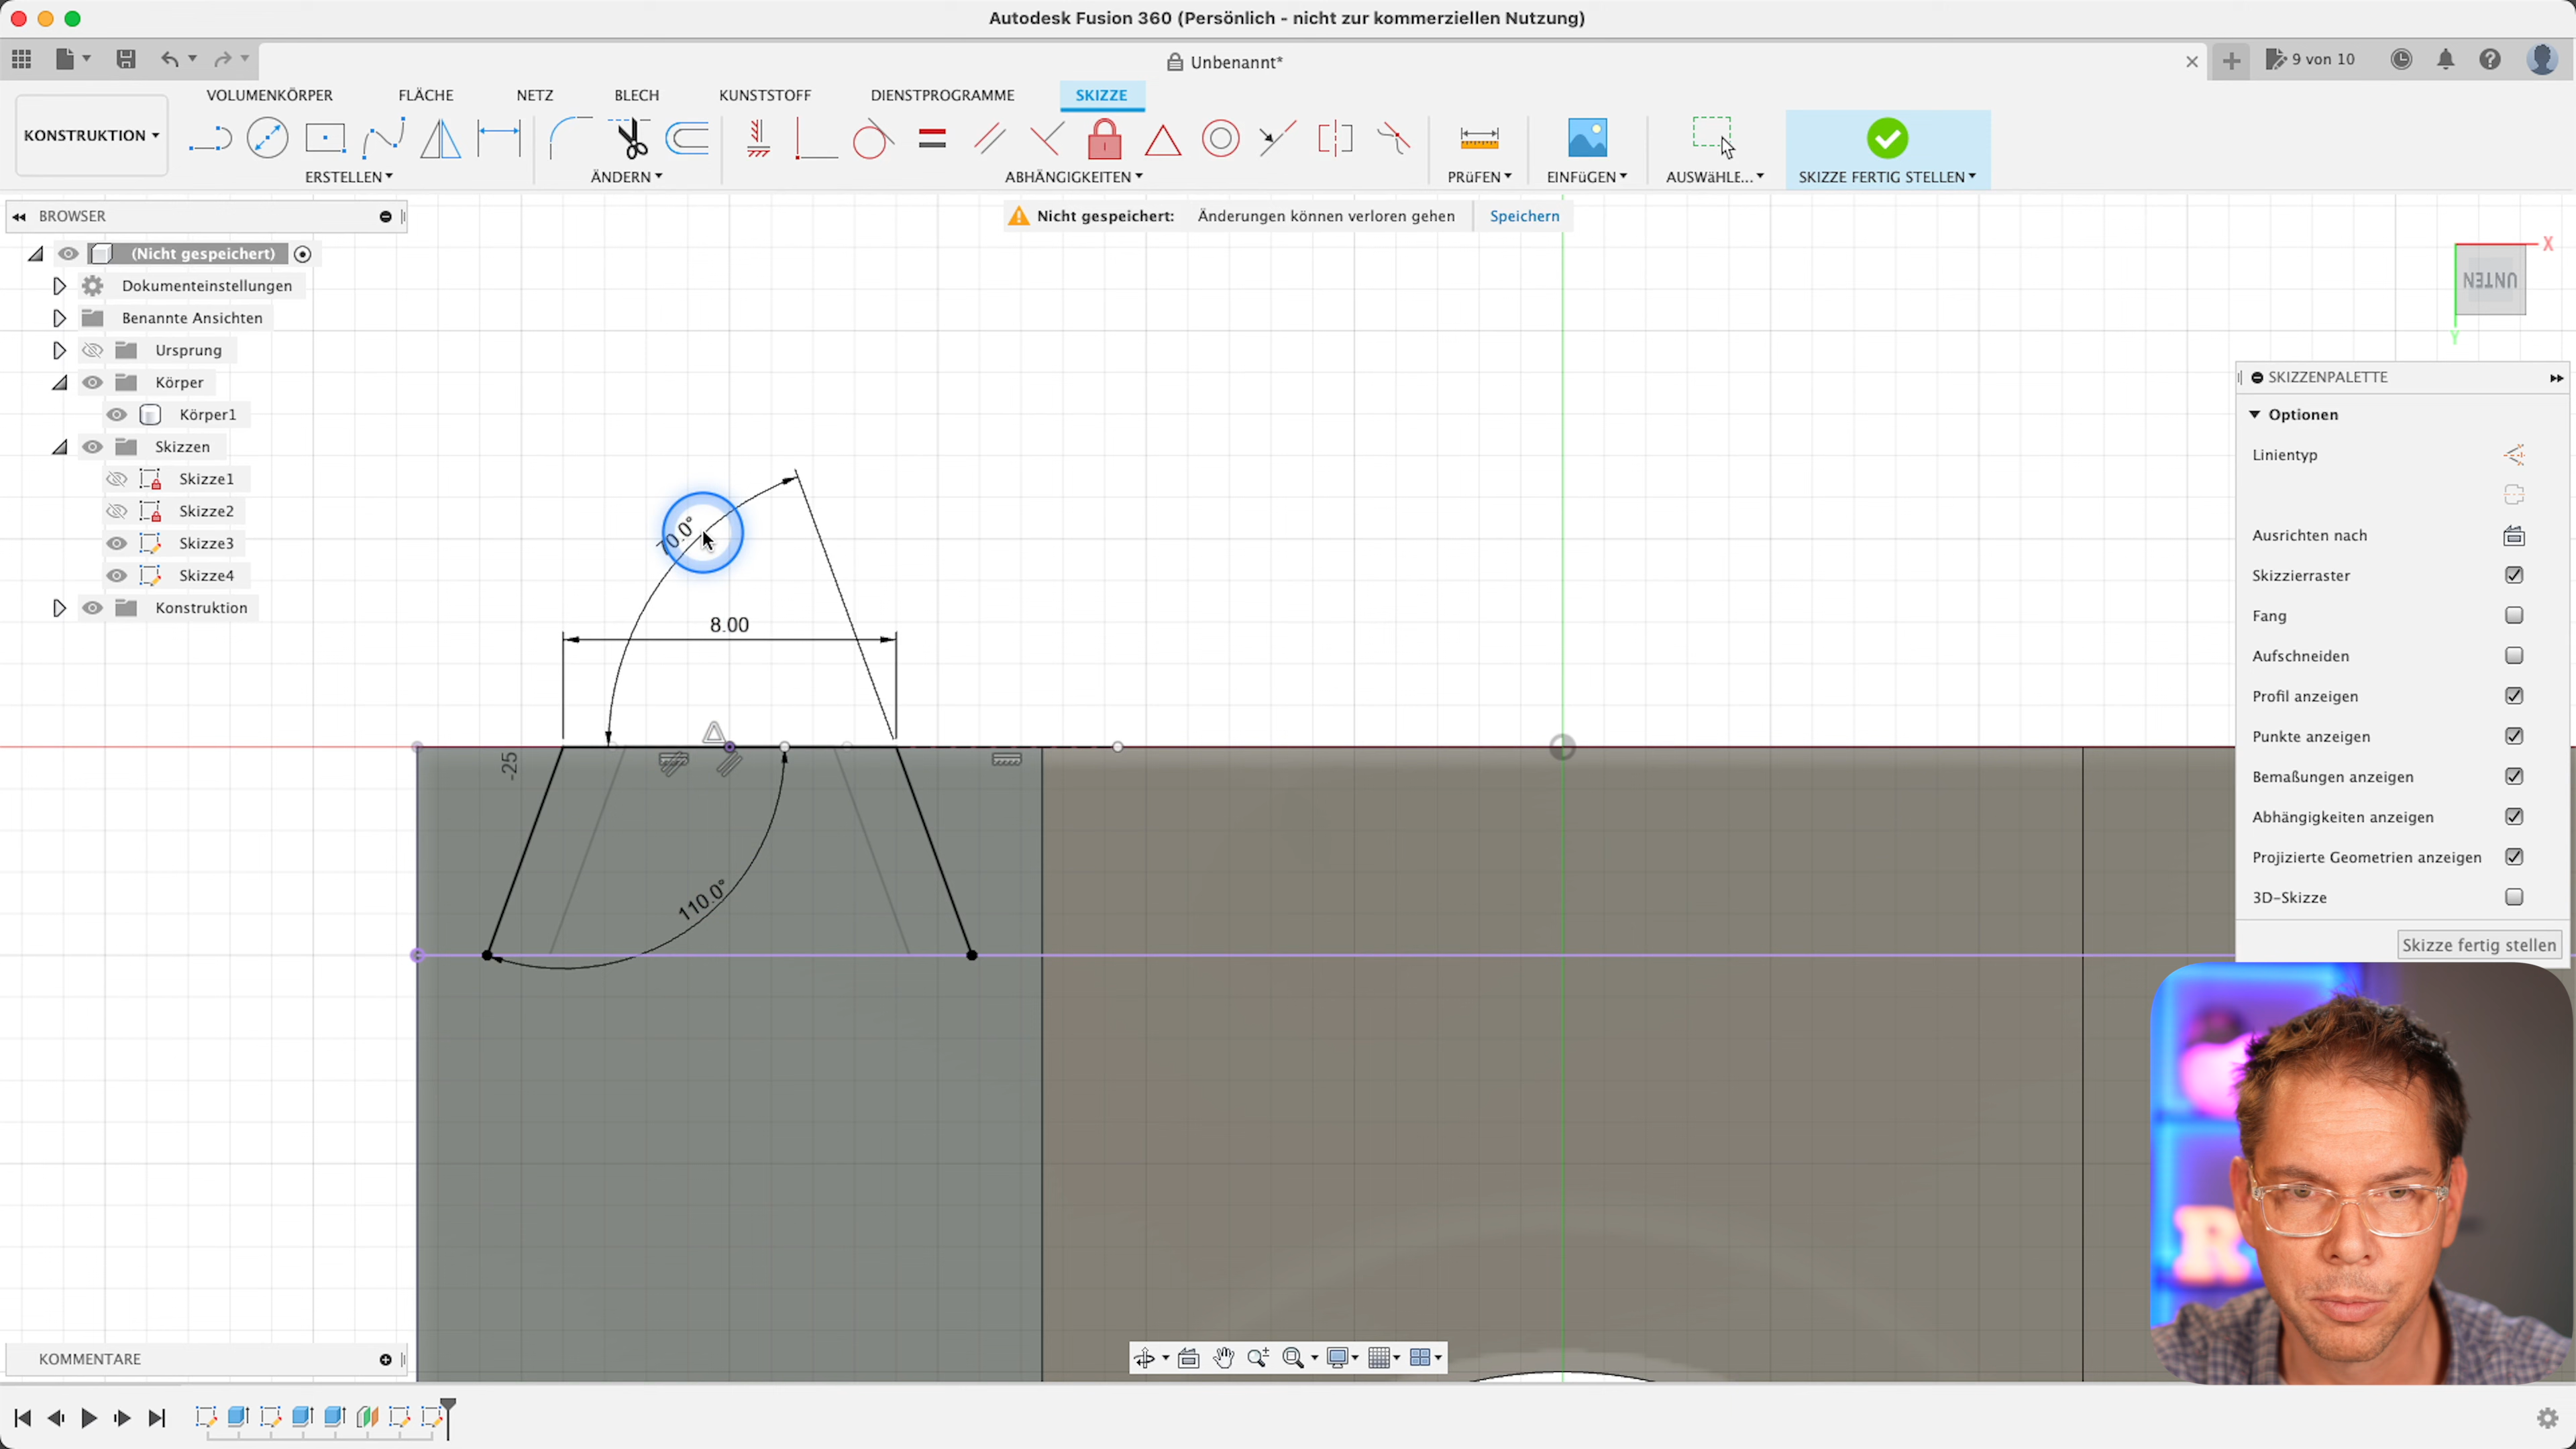 Autodesk Fusion 360 (Persönlich - nicht zur kommerziellen Nutzung)
Unbenannt*
9 von 10
VOLUMENKÖRPER
FLÄCHE
NETZ
BLECH
KUNSTSTOFF
DIENSTPROGRAMME
SKIZZE
KONSTRUKTION
ERSTELLEN
ÄNDERN
ABHÄNGIGKEITEN
PRüFEN
EINFüGEN
AUSWÄHLE...
SKIZZE FERTIG STELLEN
BROWSER
Nicht gespeichert: Änderungen können verloren gehen Speichern
(Nicht gespeichert)
Dokumenteinstellungen
Benannte Ansichten
Ursprung
Körper
Körper1
Skizzen
Skizze1
Skizze2
Skizze3
Skizze4
Konstruktion
X
UNTEN
Y
70.0°
8.00
-25
110.0°
SKIZZENPALETTE
Optionen
Linientyp
Ausrichten nach
Skizzierraster
Fang
Aufschneiden
Profil anzeigen
Punkte anzeigen
Bemaßungen anzeigen
Abhängigkeiten anzeigen
Projizierte Geometrien anzeigen
3D-Skizze
Skizze fertig stellen
R
KOMMENTARE